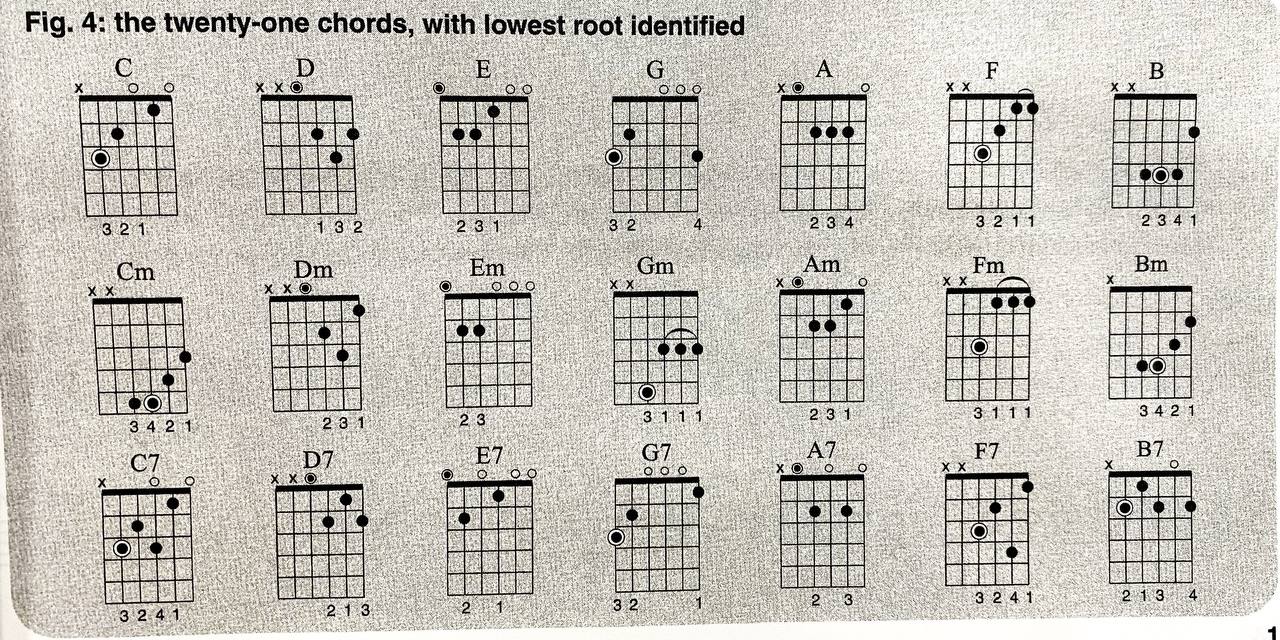 Fig. 4: the twenty-one chords, with lowest root identified
C D E G A F B
x x x x x x x x x
3 2 1 1 3 2 2 3 1 3 2 4 2 3 4 3 2 1 1 2 3 4 1
Cm Dm Em Gm Am Fm Bm
x x x x x x x x x x
3 4 2 1 2 3 1 2 3 3 1 1 1 2 3 1 3 1 1 1 3 4 2 1
C7 D7 E7 G7 A7 F7 B7
x x x x x x x
3 2 4 1 2 1 3 2 1 3 2 1 2 3 3 2 4 1 2 1 3 4
1